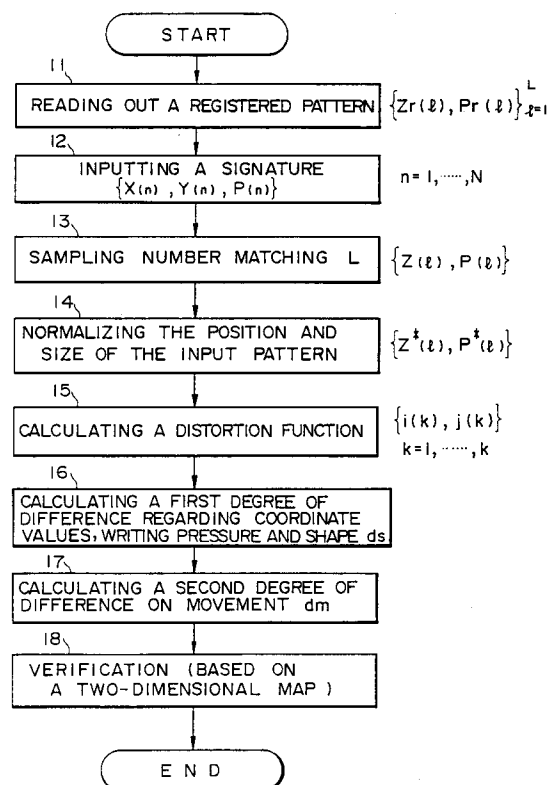 START
11
READING OUT A REGISTERED PATTERN {Zr(ℓ), Pr(ℓ)}ᴸℓ=1
12
INPUTTING A SIGNATURE
{X(n), Y(n), P(n)} n=1,……,N
13
SAMPLING NUMBER MATCHING L {Z(ℓ), P(ℓ)}
14
NORMALIZING THE POSITION AND
SIZE OF THE INPUT PATTERN {Z*(ℓ), P*(ℓ)}
15
CALCULATING A DISTORTION FUNCTION {i(k), j(k)}
k=1,……,k
16
CALCULATING A FIRST DEGREE OF
DIFFERENCE REGARDING COORDINATE
VALUES, WRITING PRESSURE AND SHAPE ds
17
CALCULATING A SECOND DEGREE OF
DIFFERENCE ON MOVEMENT dm
18
VERIFICATION (BASED ON
A TWO-DIMENSIONAL MAP)
END